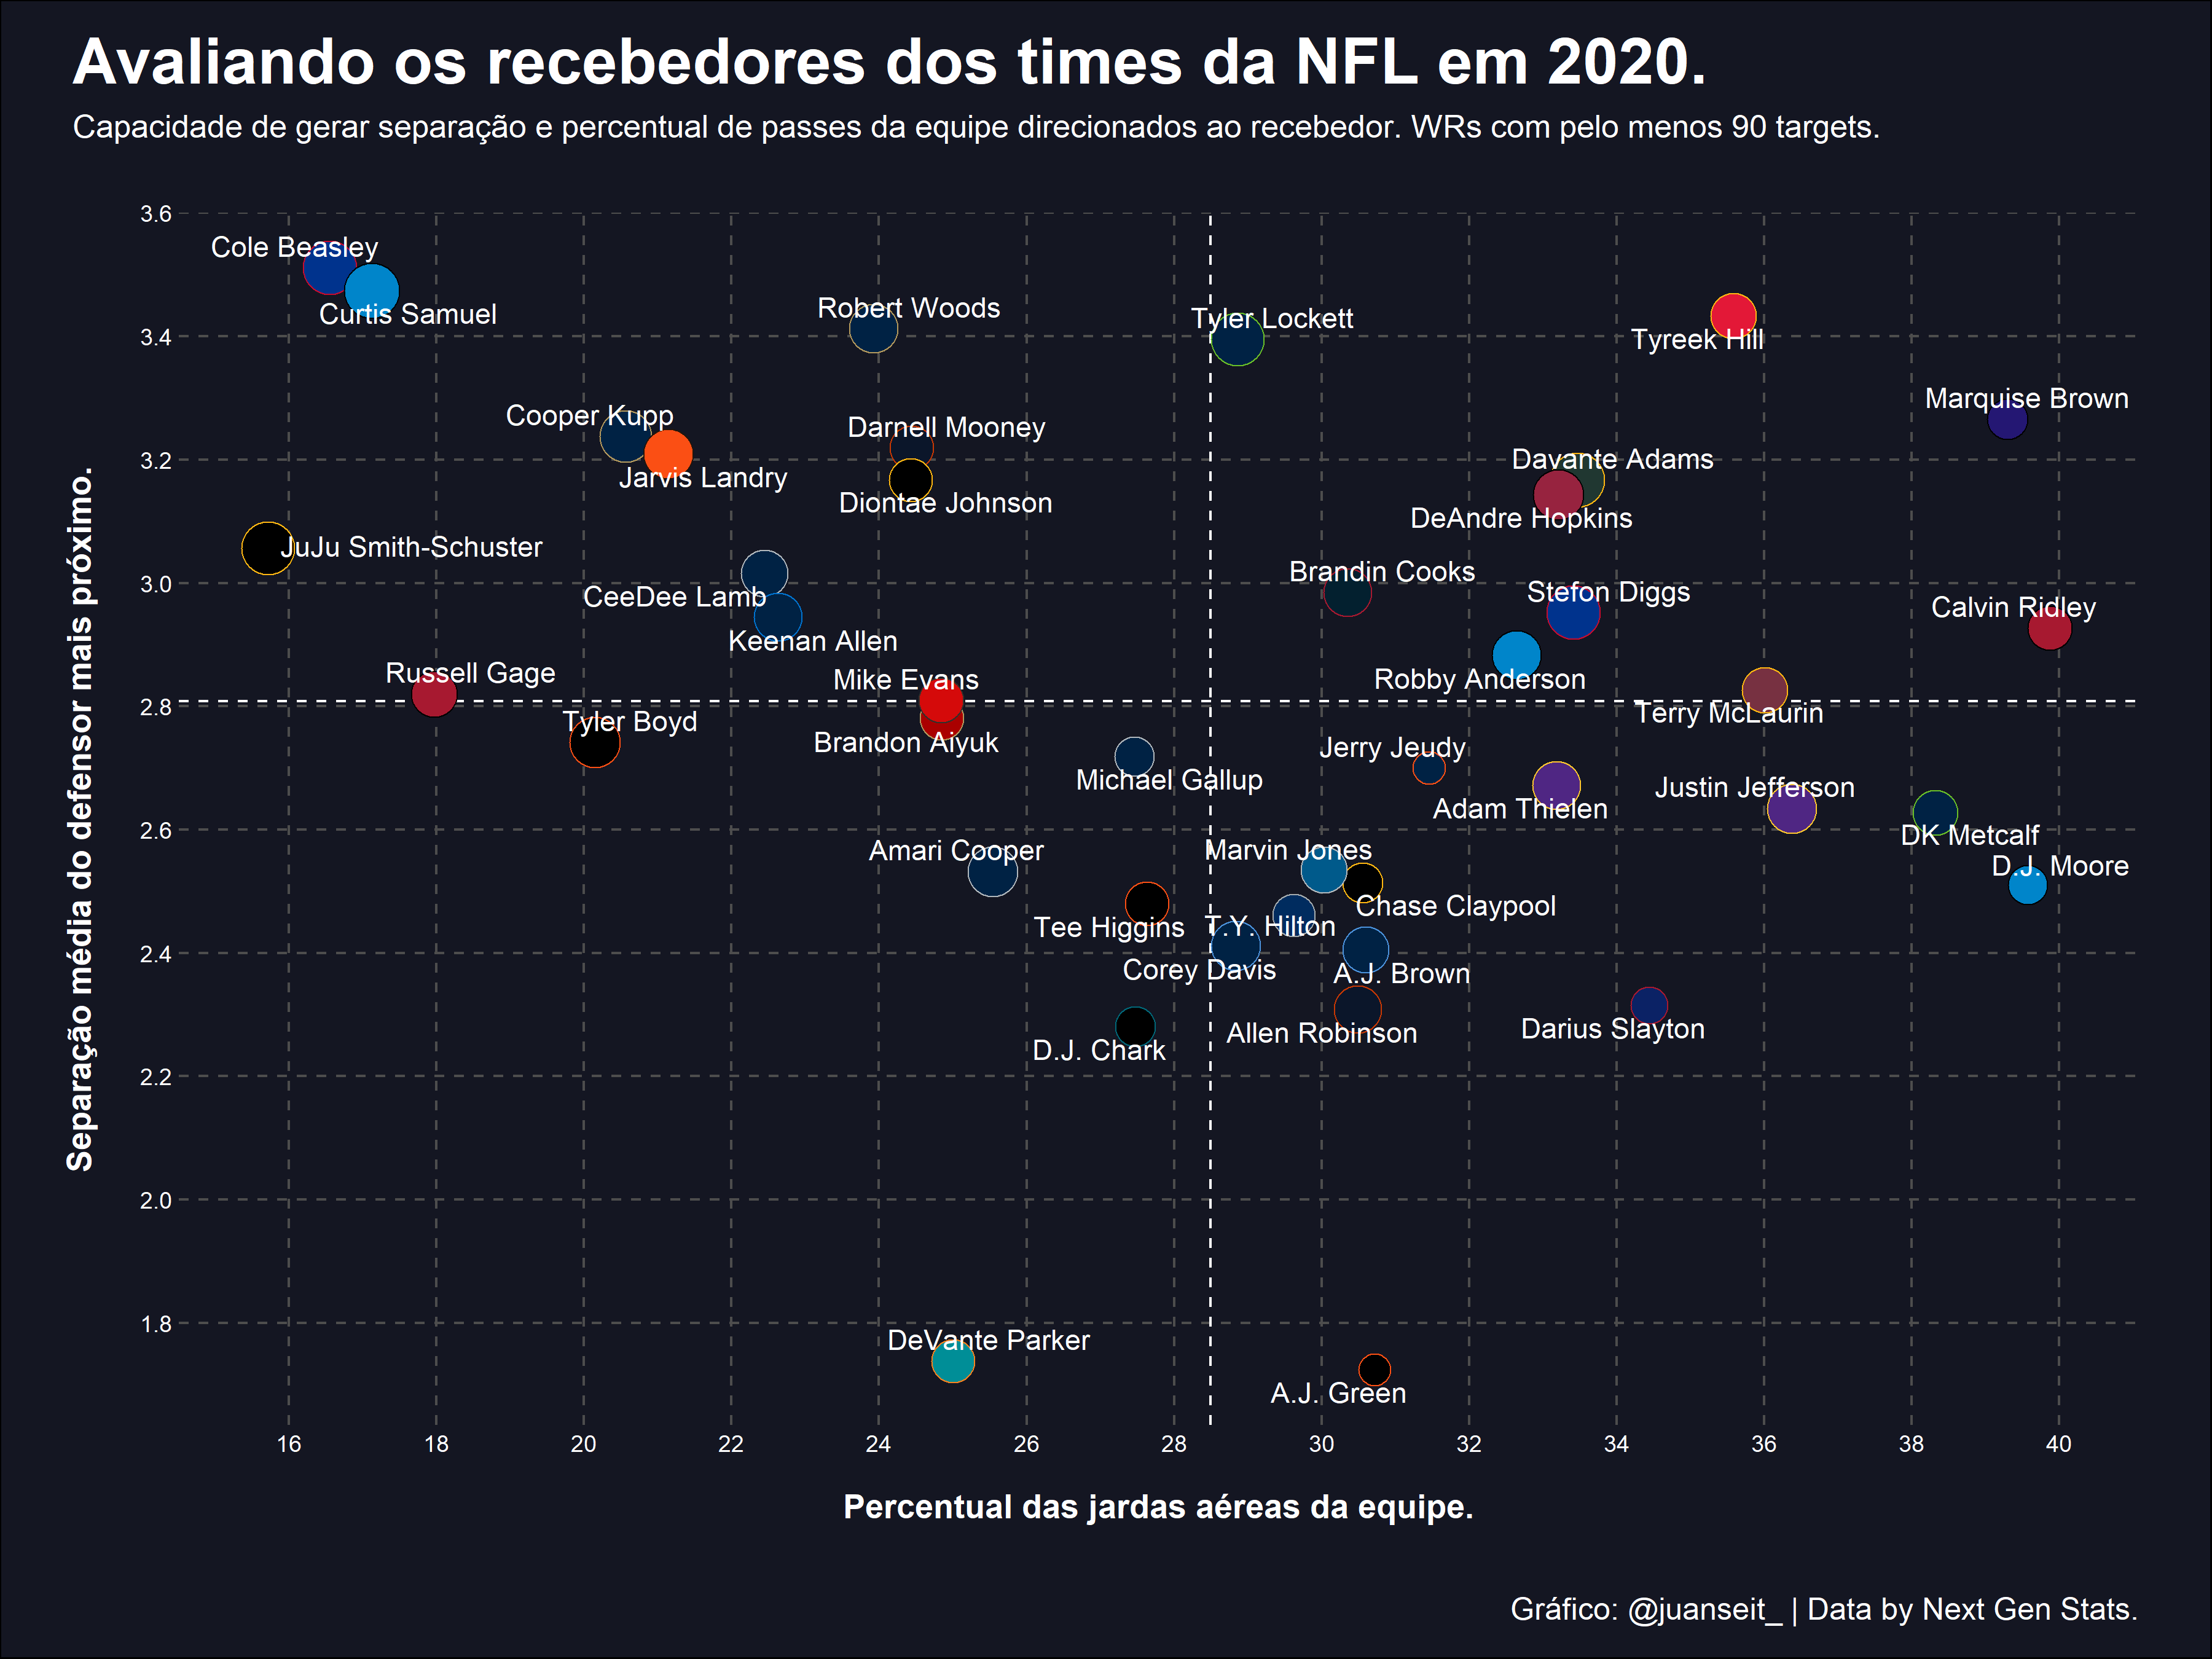 Avaliando os recebedores dos times da NFL em 2020.
Capacidade de gerar separação e percentual de passes da equipe direcionados ao recebedor. WRs com pelo menos 90 targets.
Separação média do defensor mais próximo.
3.6
3.4
3.2
3.0
2.8
2.6
2.4
2.2
2.0
1.8
Cole Beasley
Curtis Samuel
Robert Woods
Tyler Lockett
Tyreek Hill
Marquise Brown
Cooper Kupp
Darnell Mooney
Jarvis Landry
Diontae Johnson
Davante Adams
DeAndre Hopkins
JuJu Smith-Schuster
Brandin Cooks
CeeDee Lamb
Stefon Diggs
Calvin Ridley
Keenan Allen
Russell Gage
Mike Evans
Robby Anderson
Tyler Boyd
Terry McLaurin
Brandon Aiyuk
Jerry Jeudy
Michael Gallup
Justin Jefferson
Adam Thielen
DK Metcalf
Amari Cooper
Marvin Jones
D.J. Moore
Chase Claypool
Tee Higgins
T.Y. Hilton
Corey Davis
A.J. Brown
Allen Robinson
Darius Slayton
D.J. Chark
DeVante Parker
A.J. Green
16 18 20 22 24 26 28 30 32 34 36 38 40
Percentual das jardas aéreas da equipe.
Gráfico: @juanseit_ | Data by Next Gen Stats.